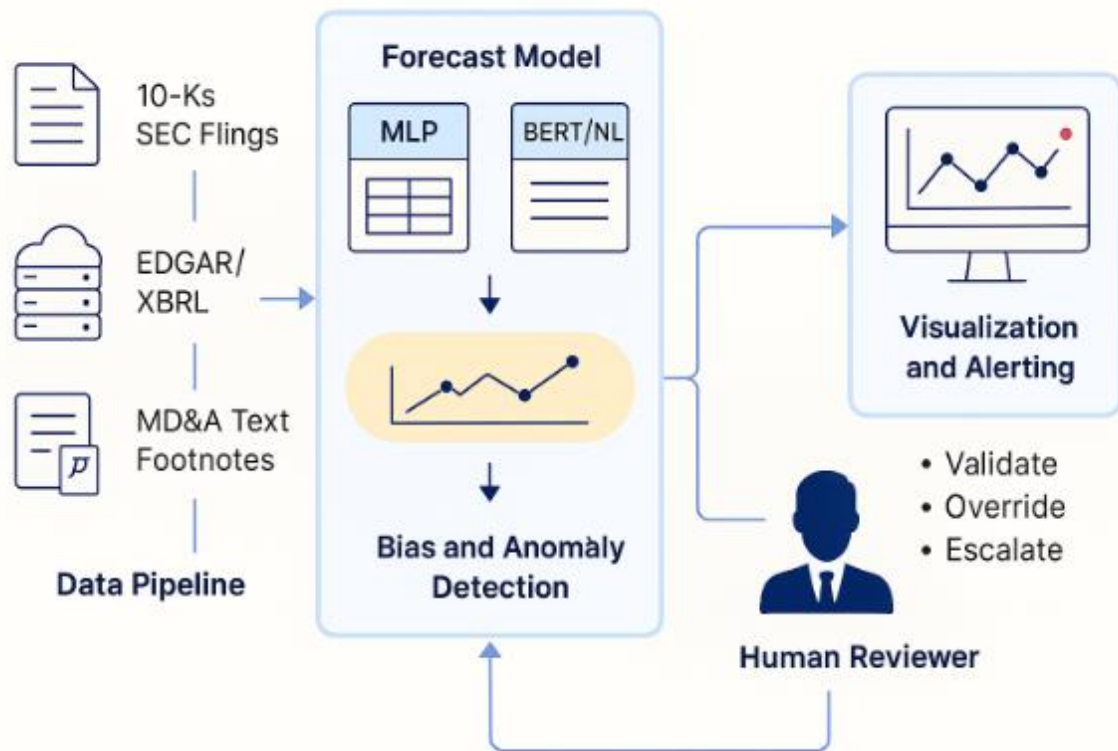 10-Ks
SEC Flings
EDGAR/
XBRL
MD&A Text
Footnotes
Data Pipeline
Forecast Model
MLP
BERT/NL
Bias and Anomaly
Detection
Visualization
and Alerting
• Validate
• Override
• Escalate
Human Reviewer